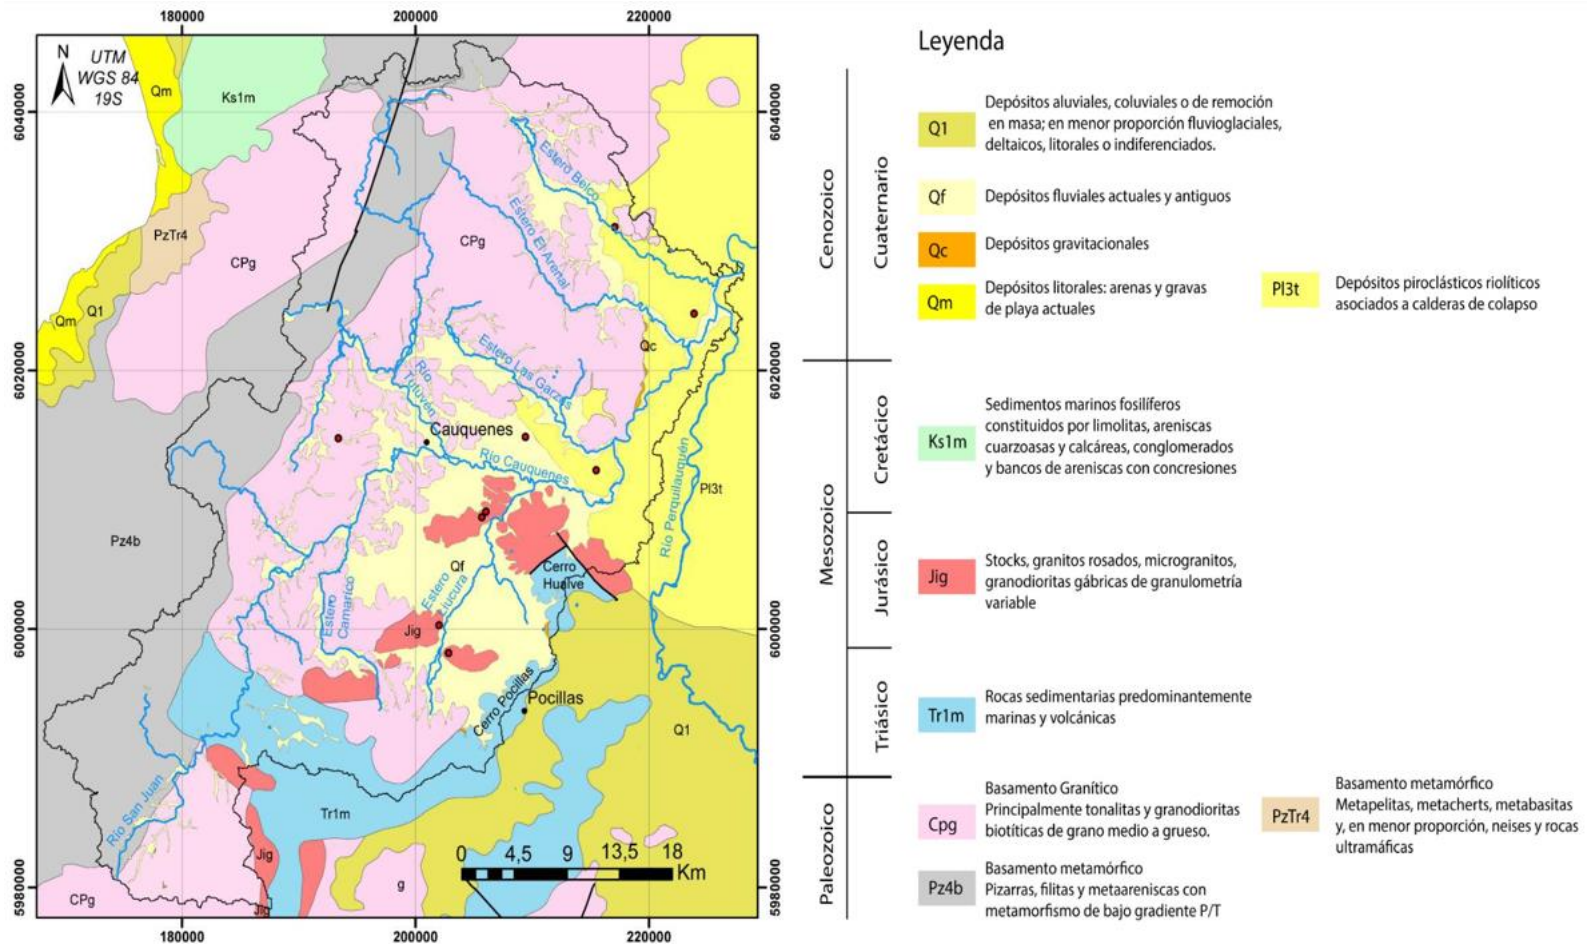 180000
200000
220000
N
UTM
WGS 84
19S
6040000
6040000
6020000
6020000
6000000
6000000
5980000
5980000
Qm
Ks1m
PzTr4
CPg
CPg
Q1
Qm
Estero Belco
Estero El Arenal
Qc
Estero Las Garzas
Río
Tutuvén
Cauquenes
Río Cauquenes
Río Perquilauquén
Pl3t
Pz4b
Qf
Cerro
Hualve
Estero
Llucura
Estero
Camarico
Jig
Cerro Pocillas
Pocillas
Q1
Río San Juan
Tr1m
Jig
g
CPg
Jig
0 4,5 9 13,5 18
Km
180000
200000
220000
Leyenda
Cenozoico
Cuaternario
Q1
Depósitos aluviales, coluviales o de remoción
en masa; en menor proporción fluvioglaciales,
deltaicos, litorales o indiferenciados.
Qf
Depósitos fluviales actuales y antiguos
Qc
Depósitos gravitacionales
Qm
Depósitos litorales: arenas y gravas
de playa actuales
Pl3t
Depósitos piroclásticos riolíticos
asociados a calderas de colapso
Mesozoico
Cretácico
Ks1m
Sedimentos marinos fosilíferos
constituidos por limolitas, areniscas
cuarzoasas y calcáreas, conglomerados
y bancos de areniscas con concresiones
Jurásico
Jig
Stocks, granitos rosados, microgranitos,
granodioritas gábricas de granulometría
variable
Triásico
Tr1m
Rocas sedimentarias predominantemente
marinas y volcánicas
Paleozoico
Cpg
Basamento Granítico
Principalmente tonalitas y granodioritas
biotíticas de grano medio a grueso.
PzTr4
Basamento metamórfico
Metapelitas, metacherts, metabasitas
y, en menor proporción, neises y rocas
ultramáficas
Pz4b
Basamento metamórfico
Pizarras, filitas y metaareniscas con
metamorfismo de bajo gradiente P/T